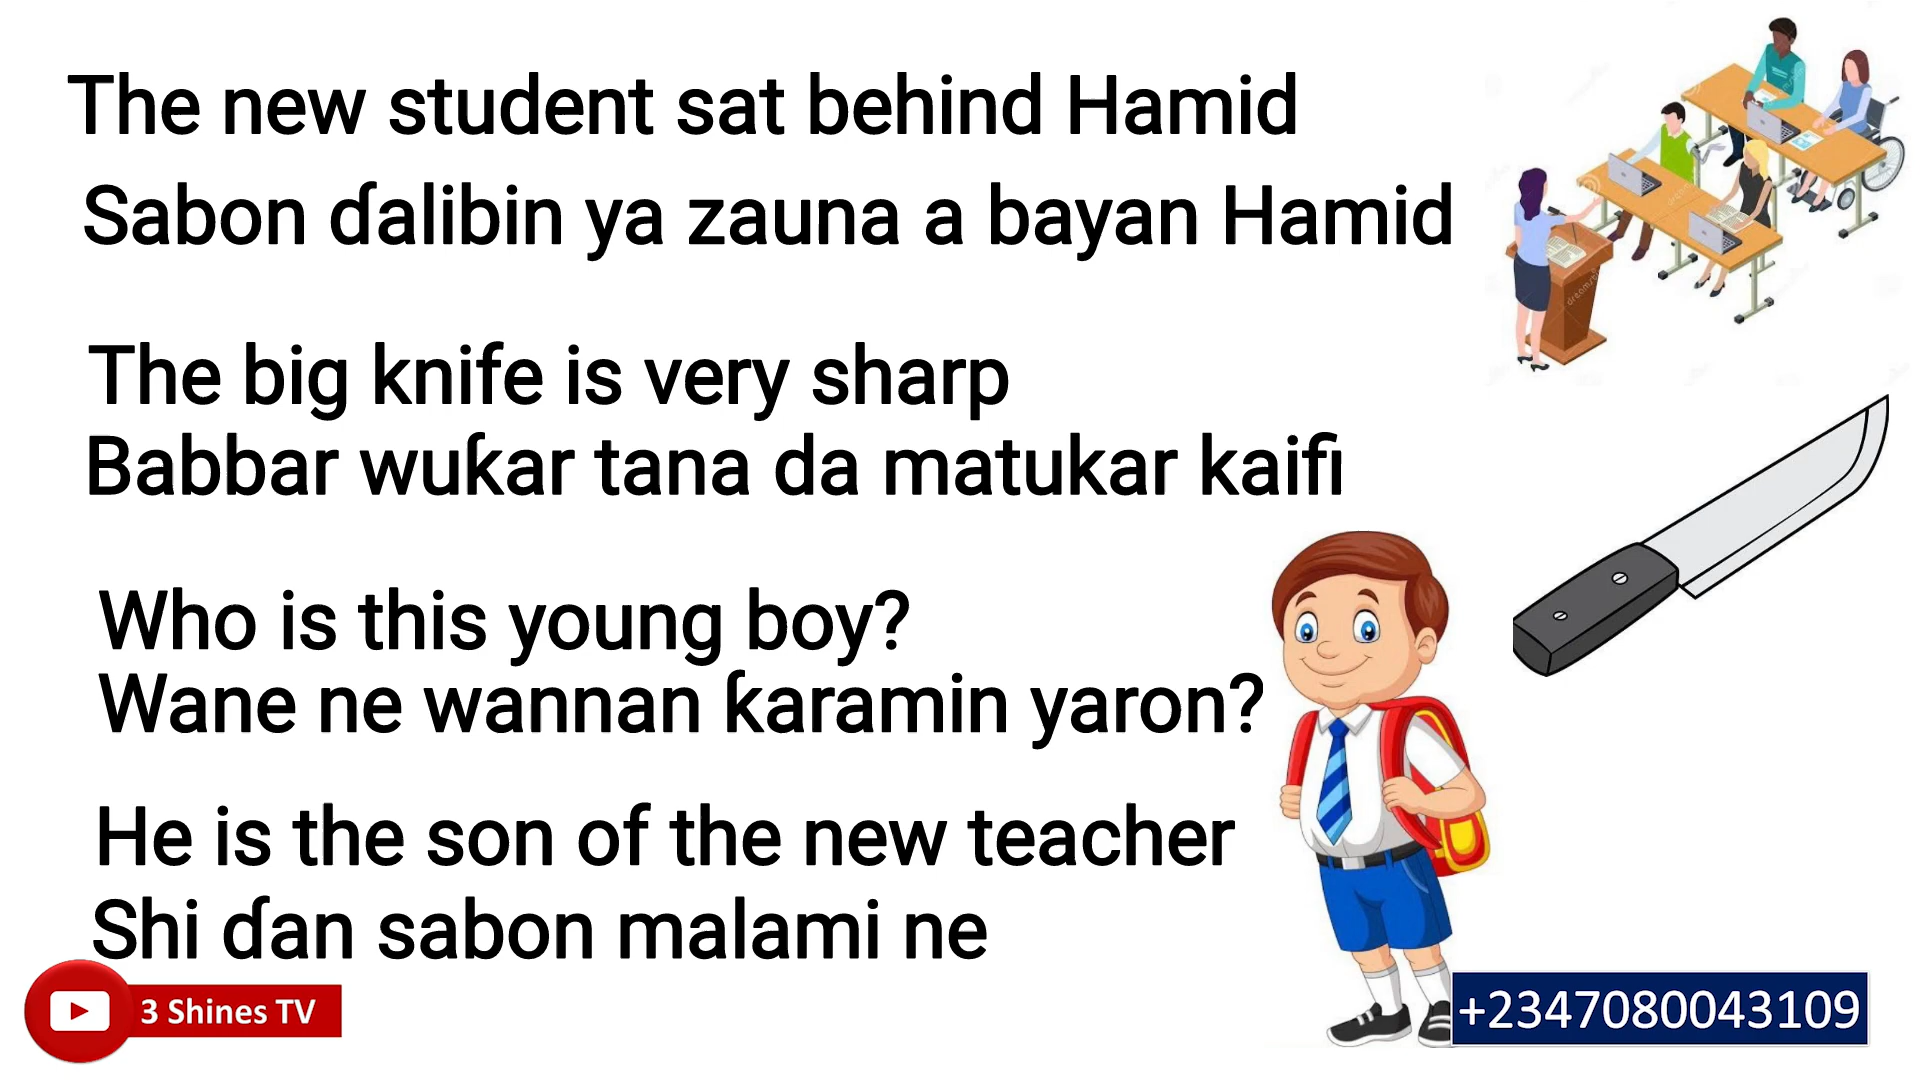 The new student sat behind Hamid
Sabon ɗalibin ya zauna a bayan Hamid
The big knife is very sharp
Babbar wuƙar tana da matukar kaifi
Who is this young boy?
Wane ne wannan ƙaramin yaron?
He is the son of the new teacher
Shi ɗan sabon malami ne
3 Shines TV
+2347080043109